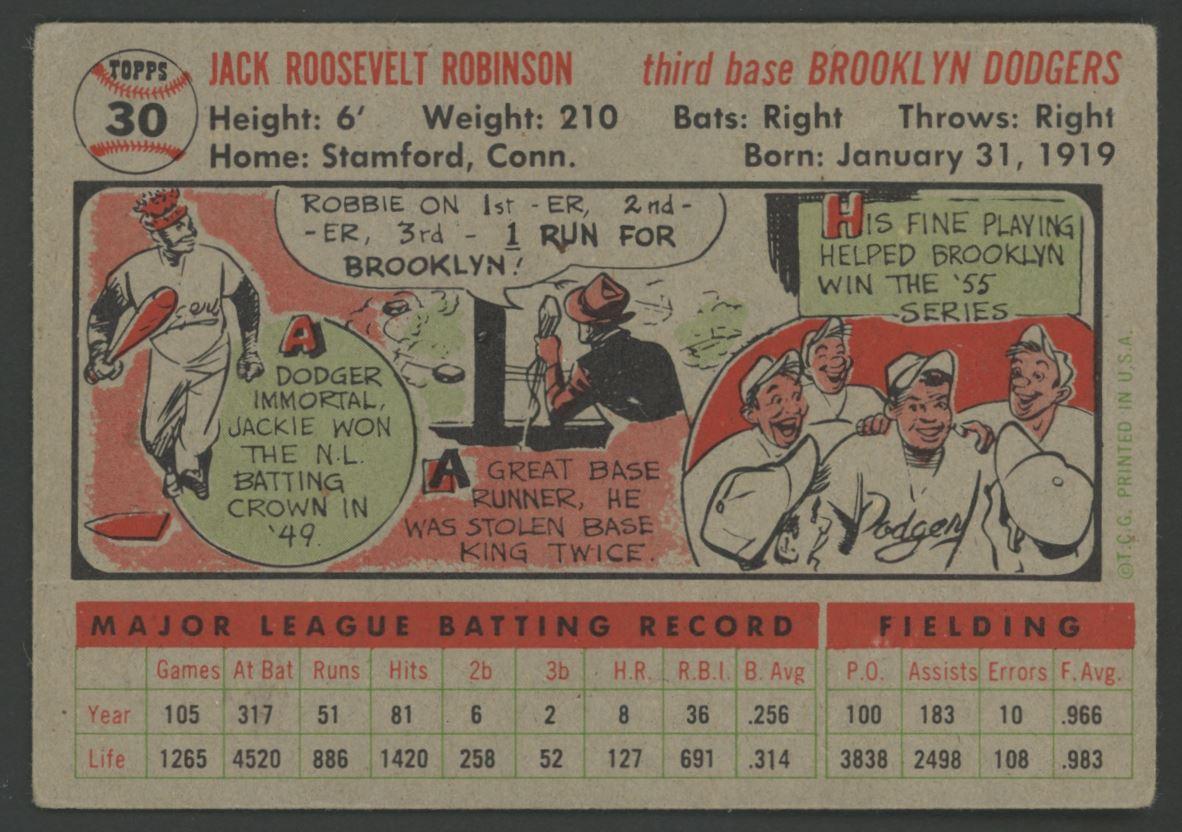 TOPPS
30
JACK ROOSEVELT ROBINSON third base BROOKLYN DODGERS
Height: 6' Weight: 210 Bats: Right Throws: Right
Home: Stamford, Conn. Born: January 31, 1919
ROBBIE ON 1st - ER, 2nd -
-ER, 3rd - 1 RUN FOR
BROOKLYN!
A
DODGER
IMMORTAL,
JACKIE WON
THE N.L.
BATTING
CROWN IN
'49.
A GREAT BASE
RUNNER, HE
WAS STOLEN BASE
KING TWICE.
HIS FINE PLAYING
HELPED BROOKLYN
WIN THE '55
SERIES
Dodgers
©T.C.G. PRINTED IN U.S.A.
MAJOR LEAGUE BATTING RECORD FIELDING
Games At Bat Runs Hits 2b 3b H.R. R.B.I. B. Avg P.O. Assists Errors F. Avg.
Year 105 317 51 81 6 2 8 36 .256 100 183 10 .966
Life 1265 4520 886 1420 258 52 127 691 .314 3838 2498 108 .983